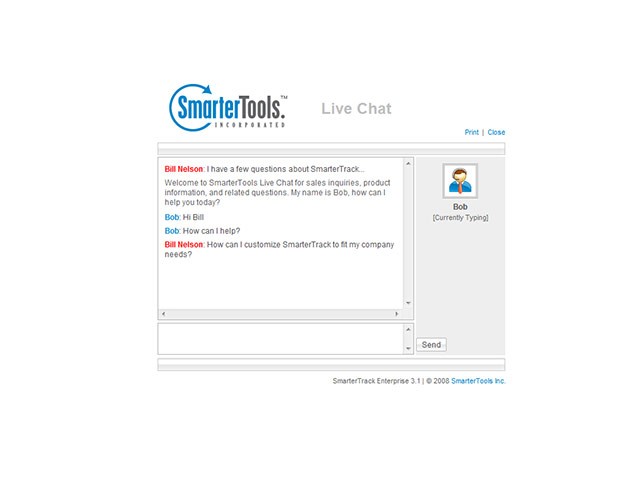 SmarterTools.™
INCORPORATED
Live Chat
Print | Close
Bill Nelson: I have a few questions about SmarterTrack...
Welcome to SmarterTools Live Chat for sales inquiries, product
information, and related questions. My name is Bob, how can I
help you today?
Bob: Hi Bill
Bob: How can I help?
Bill Nelson: How can I customize SmarterTrack to fit my company
needs?
Bob
[Currently Typing]
Send
SmarterTrack Enterprise 3.1 | © 2008 SmarterTools Inc.